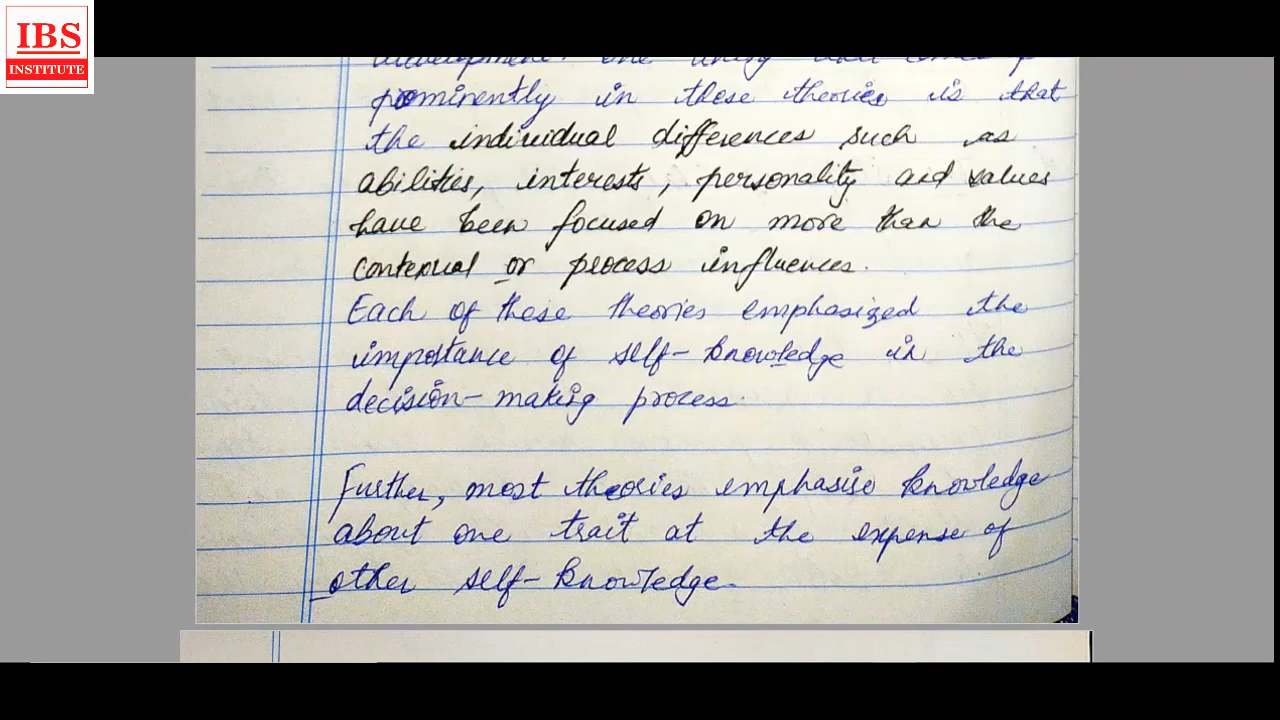 IBS
INSTITUTE
prominently in these theories is that
the individual differences such as
abilities, interests, personality and values
have been focused on more than the
contexual or process influences.
Each of these theories emphasized the
importance of self-knowledge in the
decision-making process.
Further, most theories emphasise knowledge
about one trait at the expense of
other self-knowledge.